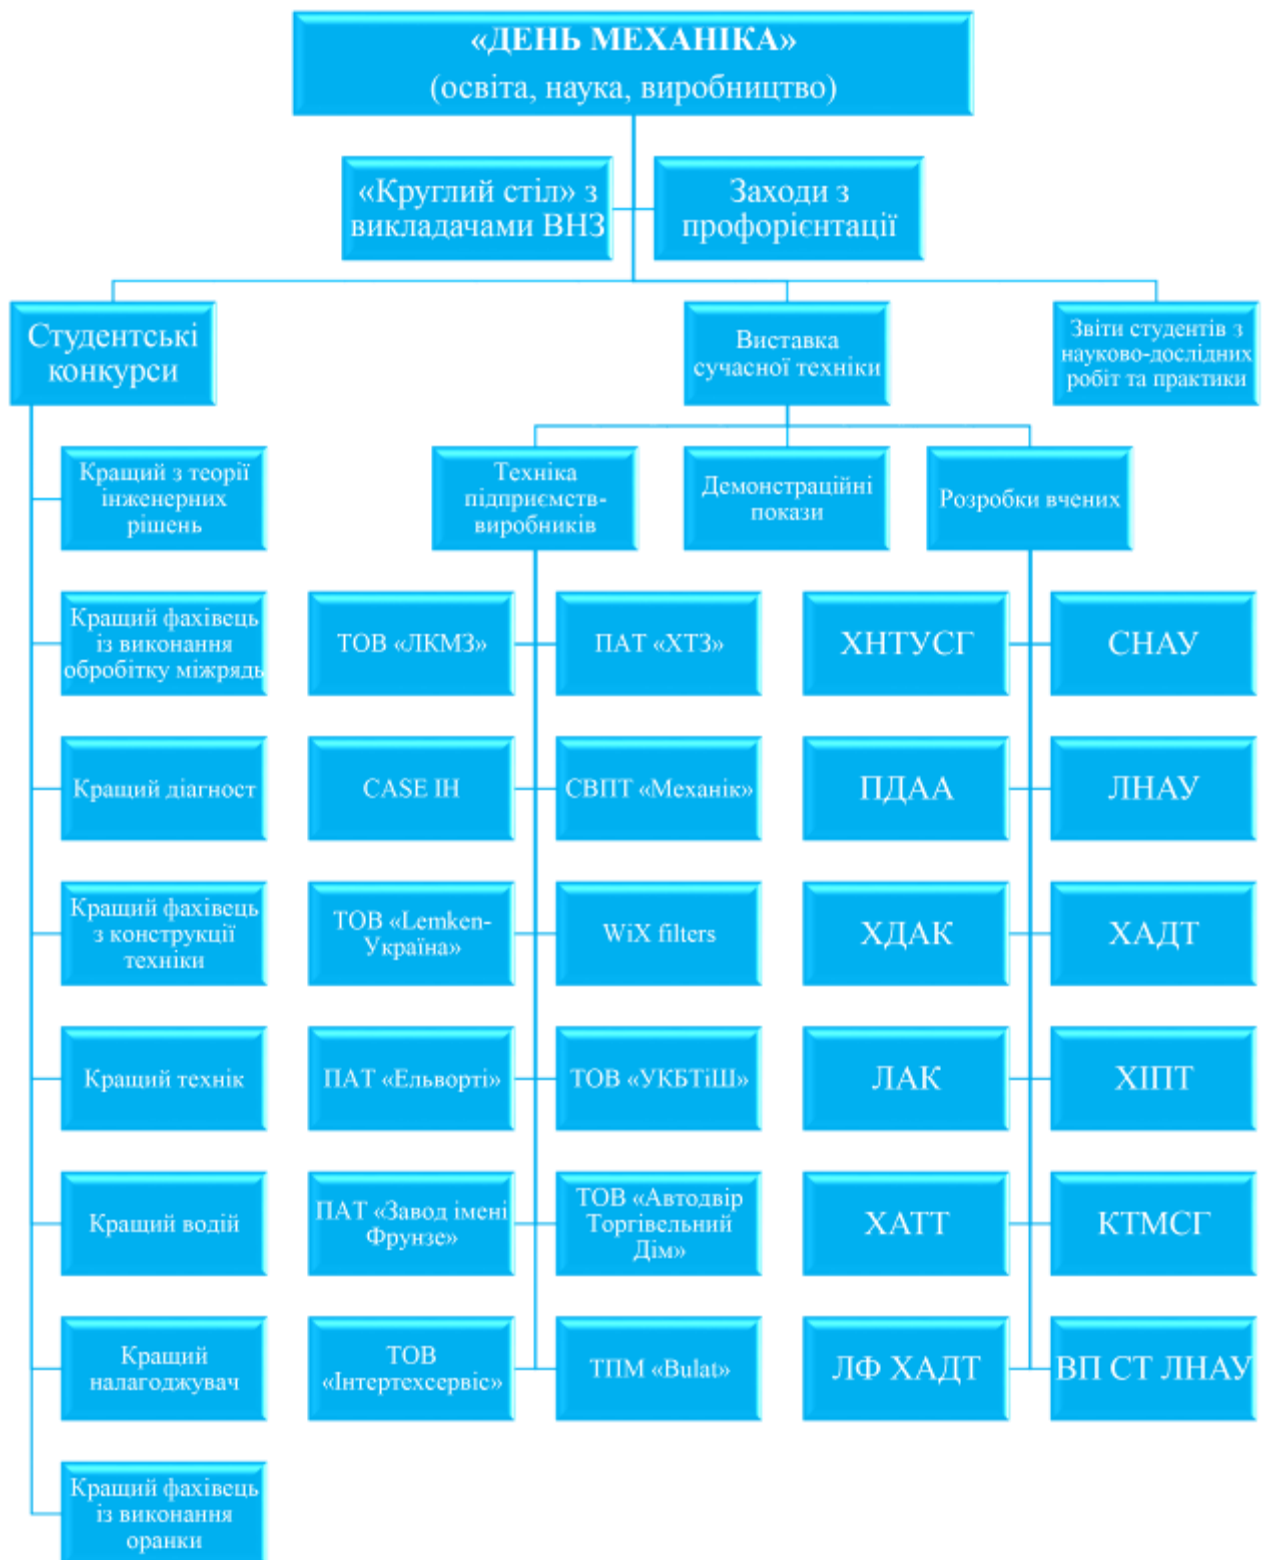 «ДЕНЬ МЕХАНІКА»
(освіта, наука, виробництво)
«Круглий стіл» з
викладачами ВНЗ
Заходи з
профорієнтації
Студентські
конкурси
Виставка
сучасної техніки
Звіти студентів з
науково-дослідних
робіт та практики
Кращий з теорії
інженерних
рішень
Кращий фахівець
із виконання
обробітку міжрядь
Кращий діагност
Кращий фахівець
з конструкції
техніки
Кращий технік
Кращий водій
Кращий
налагоджувач
Кращий фахівець
із виконання
оранки
Техніка
підприємств-
виробників
Демонстраційні
покази
Розробки вчених
ТОВ «ЛКМЗ»
ПАТ «ХТЗ»
CASE IH
СВПТ «Механік»
ТОВ «Lemken-
Україна»
WiX filters
ПАТ «Ельворті»
ТОВ «УКБТіШ»
ПАТ «Завод імені
Фрунзе»
ТОВ «Автодвір
Торгівельний
Дім»
ТОВ
«Інтертехсервіс»
ТПМ «Bulat»
ХНТУСГ
СНАУ
ПДАА
ЛНАУ
ХДАК
ХАДТ
ЛАК
ХІПТ
ХАТТ
КТМСГ
ЛФ ХАДТ
ВП СТ ЛНАУ